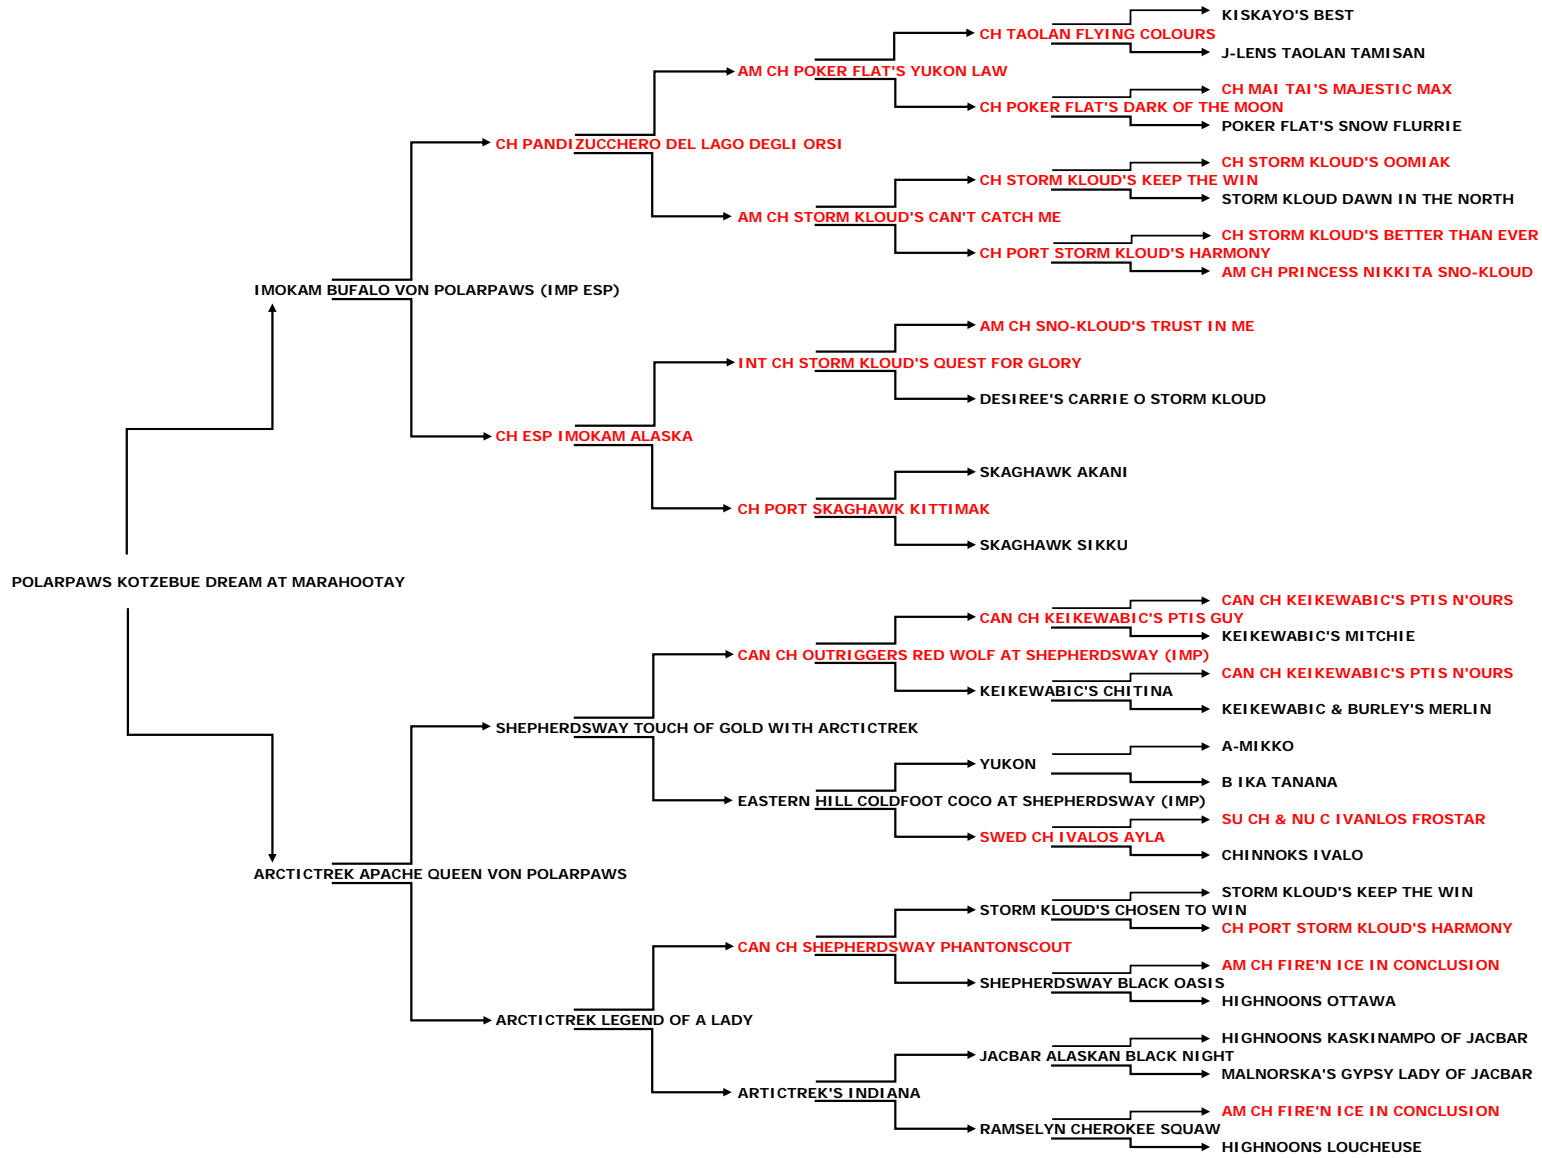 KISKAYO'S BEST
CH TAOLAN FLYING COLOURS
J-LENS TAOLAN TAMISAN
AM CH POKER FLAT'S YUKON LAW
CH MAI TAI'S MAJESTIC MAX
CH POKER FLAT'S DARK OF THE MOON
POKER FLAT'S SNOW FLURRIE
CH PANDIZUCCHERO DEL LAGO DEGLI ORSI
CH STORM KLOUD'S OOMIAK
CH STORM KLOUD'S KEEP THE WIN
STORM KLOUD DAWN IN THE NORTH
AM CH STORM KLOUD'S CAN'T CATCH ME
CH STORM KLOUD'S BETTER THAN EVER
CH PORT STORM KLOUD'S HARMONY
AM CH PRINCESS NIKKITA SNO-KLOUD
IMOKAM BUFALO VON POLARPAWS (IMP ESP)
AM CH SNO-KLOUD'S TRUST IN ME
INT CH STORM KLOUD'S QUEST FOR GLORY
DESIREE'S CARRIE O STORM KLOUD
CH ESP IMOKAM ALASKA
SKAGHAWK AKANI
CH PORT SKAGHAWK KITTIMAK
SKAGHAWK SIKKU
POLARPAWS KOTZEBUE DREAM AT MARAHOOTAY
CAN CH KEIKEWABIC'S PTIS N'OURS
CAN CH KEIKEWABIC'S PTIS GUY
KEIKEWABIC'S MITCHIE
CAN CH OUTRIGGERS RED WOLF AT SHEPHERDSWAY (IMP)
CAN CH KEIKEWABIC'S PTIS N'OURS
KEIKEWABIC'S CHITINA
KEIKEWABIC & BURLEY'S MERLIN
SHEPHERDSWAY TOUCH OF GOLD WITH ARCTICTREK
A-MIKKO
YUKON
B IKA TANANA
EASTERN HILL COLDFOOT COCO AT SHEPHERDSWAY (IMP)
SU CH & NU C IVANLOS FROSTAR
SWED CH IVALOS AYLA
CHINNOKS IVALO
ARCTICTREK APACHE QUEEN VON POLARPAWS
STORM KLOUD'S KEEP THE WIN
STORM KLOUD'S CHOSEN TO WIN
CH PORT STORM KLOUD'S HARMONY
CAN CH SHEPHERDSWAY PHANTONSCOUT
AM CH FIRE'N ICE IN CONCLUSION
SHEPHERDSWAY BLACK OASIS
HIGHNOONS OTTAWA
ARCTICTREK LEGEND OF A LADY
HIGHNOONS KASKINAMPO OF JACBAR
JACBAR ALASKAN BLACK NIGHT
MALNORSKA'S GYPSY LADY OF JACBAR
ARTICTREK'S INDIANA
AM CH FIRE'N ICE IN CONCLUSION
RAMSELYN CHEROKEE SQUAW
HIGHNOONS LOUCHEUSE